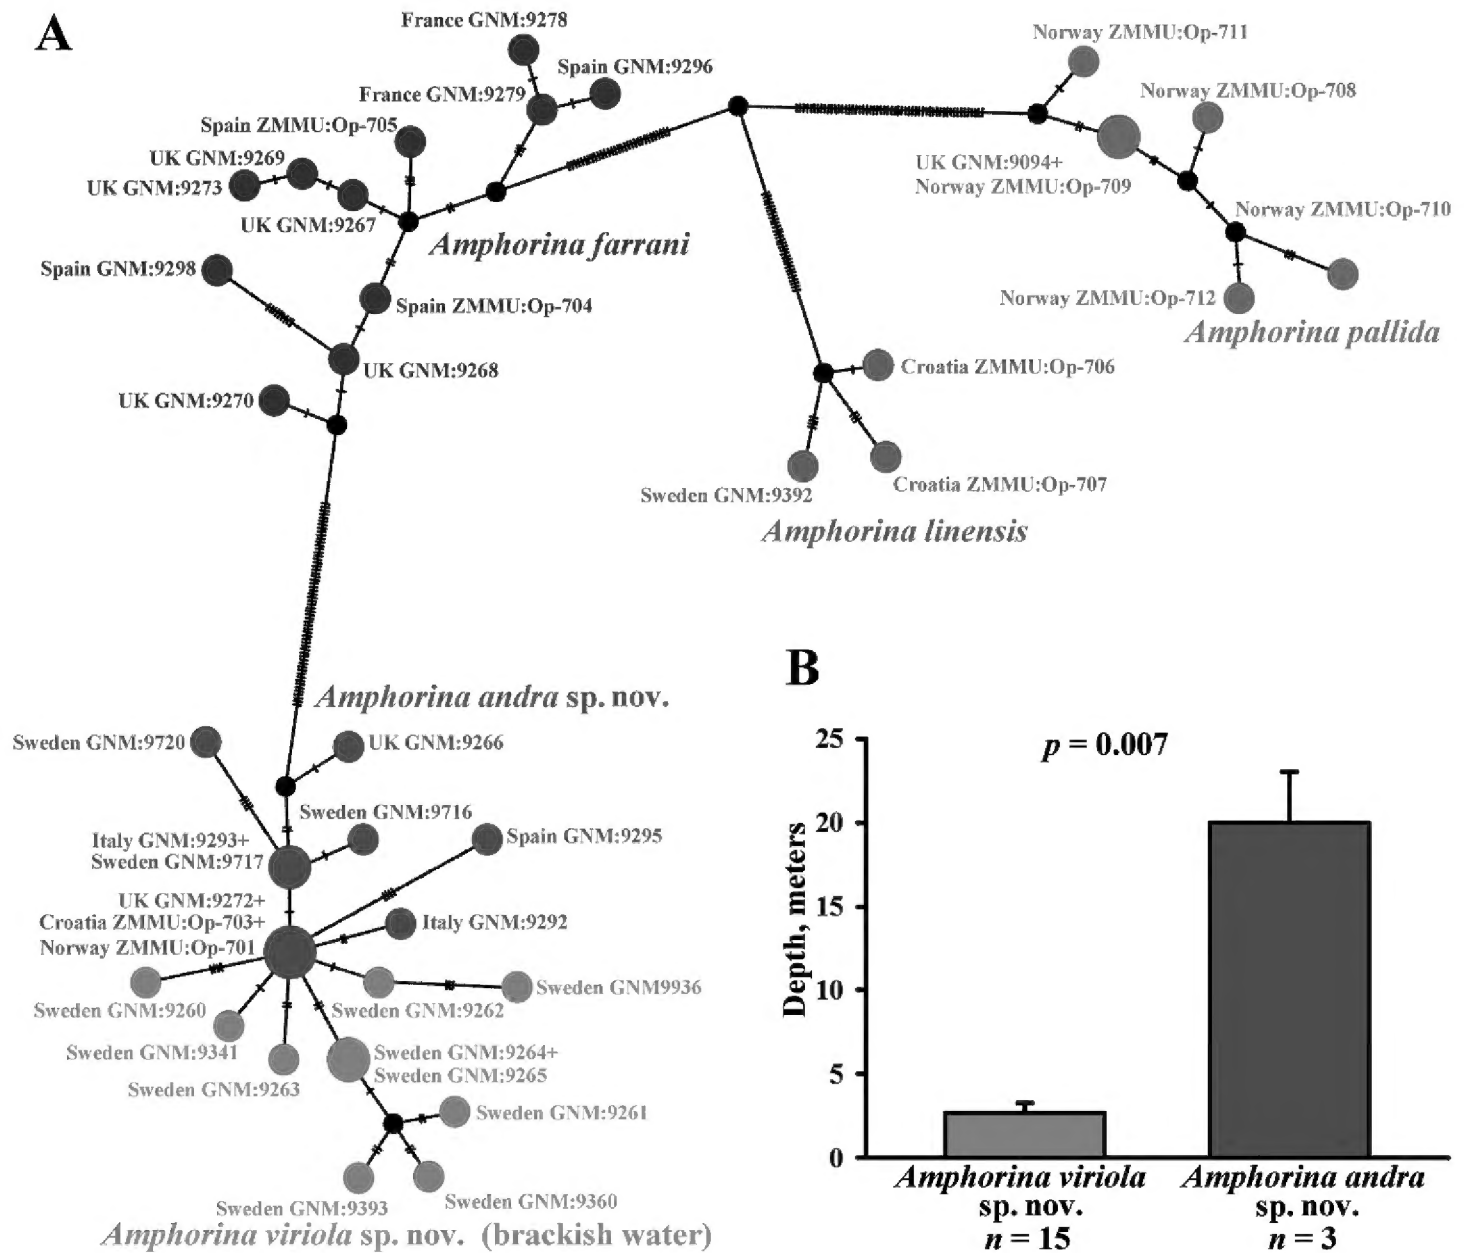 A
France GNM:9278
Spain GNM:9296
France GNM:9279
Spain ZMMU:Op-705
UK GNM:9269
UK GNM:9273
UK GNM:9267
Amphorina farrani
Spain GNM:9298
Spain ZMMU:Op-704
UK GNM:9268
UK GNM:9270
Norway ZMMU:Op-711
Norway ZMMU:Op-708
UK GNM:9094+
Norway ZMMU:Op-709
Norway ZMMU:Op-710
Norway ZMMU:Op-712
Amphorina pallida
Croatia ZMMU:Op-706
Croatia ZMMU:Op-707
Sweden GNM:9392
Amphorina linensis
Amphorina andra sp. nov.
Sweden GNM:9720
UK GNM:9266
Sweden GNM:9716
Italy GNM:9293+
Sweden GNM:9717
Spain GNM:9295
UK GNM:9272+
Croatia ZMMU:Op-703+
Norway ZMMU:Op-701
Italy GNM:9292
Sweden GNM:9260
Sweden GNM:9262
Sweden GNM9936
Sweden GNM:9341
Sweden GNM:9263
Sweden GNM:9264+
Sweden GNM:9265
Sweden GNM:9261
Sweden GNM:9393
Sweden GNM:9360
Amphorina viriola sp. nov. (brackish water)
B
p = 0.007
Depth, meters
25
20
15
10
5
0
Amphorina viriola
sp. nov.
n = 15
Amphorina andra
sp. nov.
n = 3